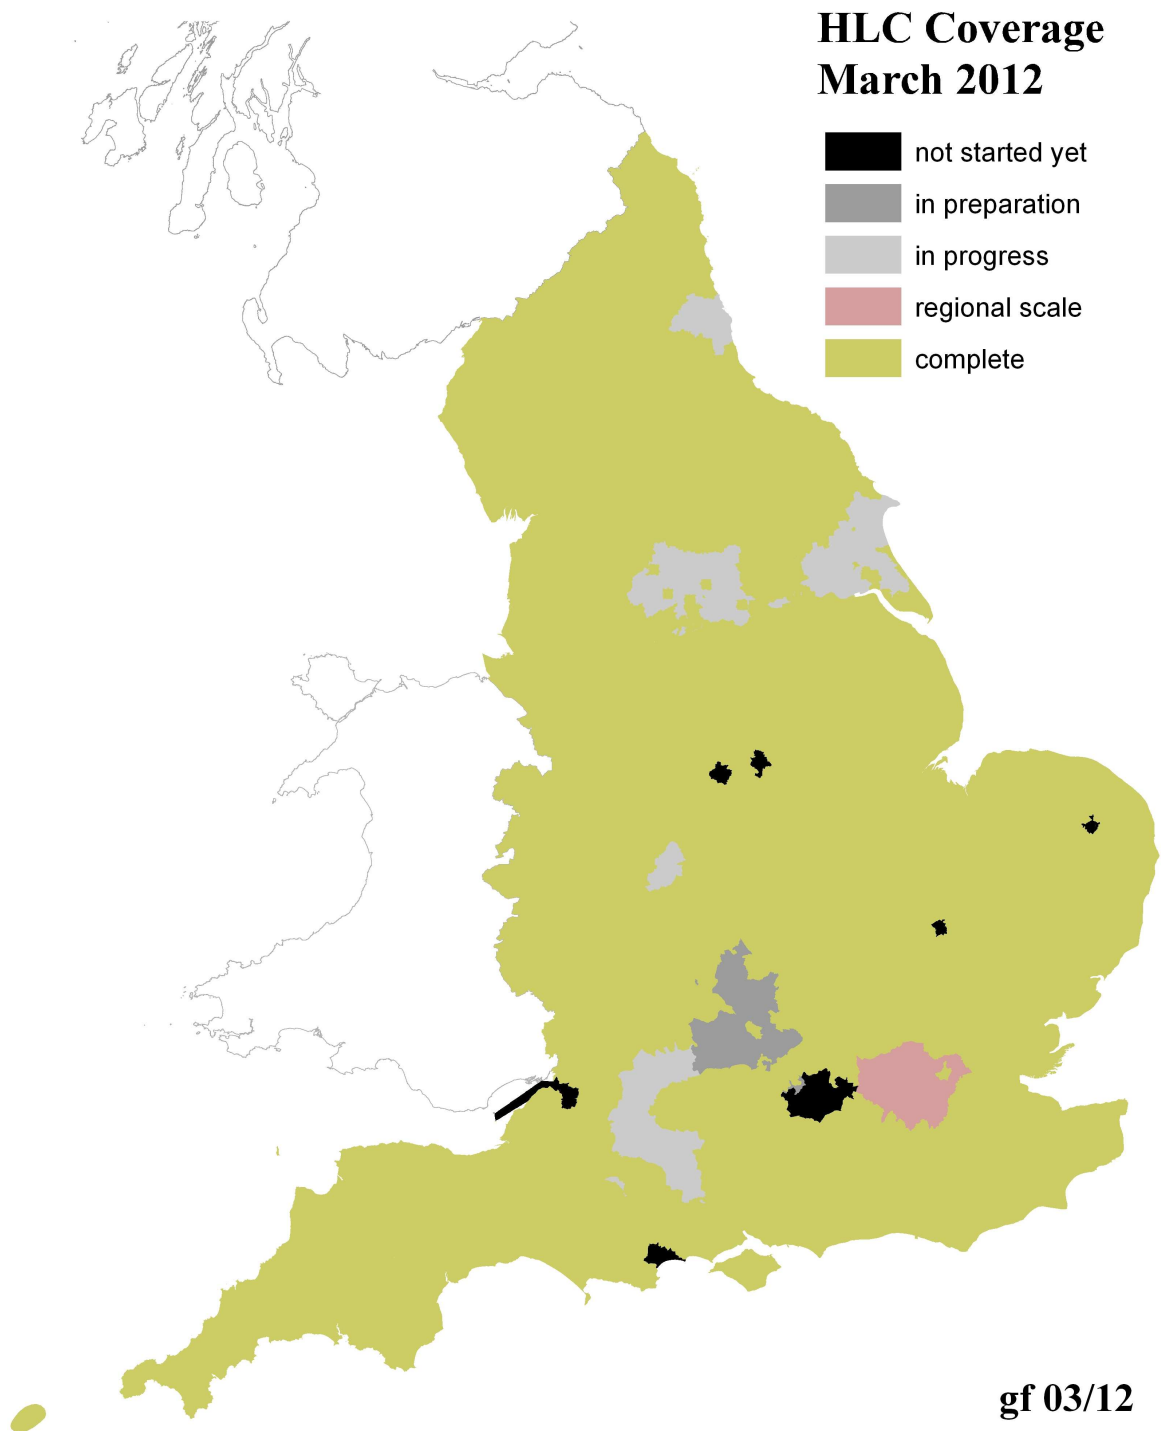 HLC Coverage
March 2012
not started yet
in preparation
in progress
regional scale
complete
gf 03/12